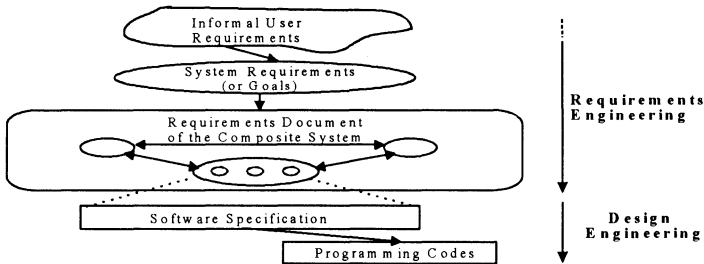 Informal User
Requirements
System Requirements
(or Goals)
Requirements Document
of the Composite System
Requirements
Engineering
Software Specification
Design
Engineering
Programming Codes